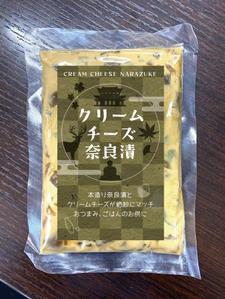 CREAM CHEESE NARAZUKE
クリーム
チーズ
奈良漬
本造り奈良漬と
クリームチーズが絶妙にマッチ
おつまみ、ごはんのお供に